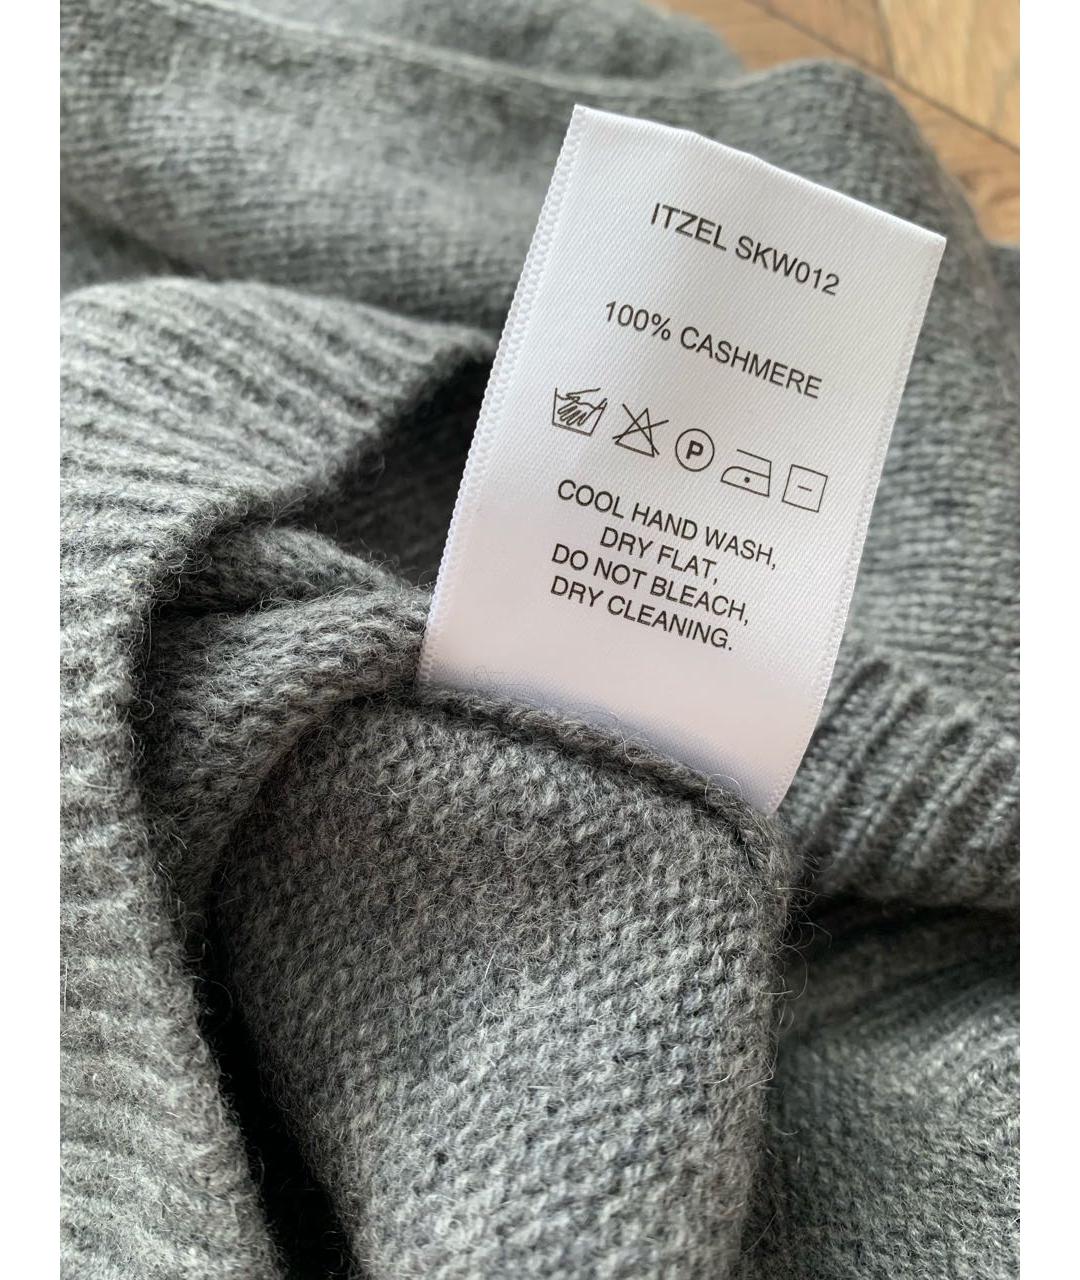 ITZEL SKW012
100% CASHMERE
P
COOL HAND WASH,
DRY FLAT,
DO NOT BLEACH,
DRY CLEANING.